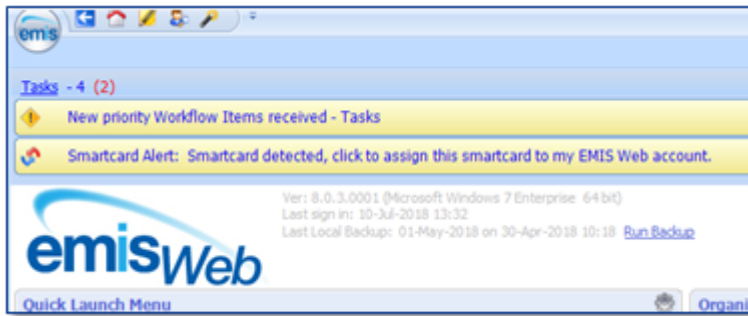 emis
Tasks - 4 (2)
New priority Workflow Items received - Tasks
Smartcard Alert: Smartcard detected, click to assign this smartcard to my EMIS Web account.
Ver: 8.0.3.0001 (Microsoft Windows 7 Enterprise 64 bit)
Last sign in: 10-Jul-2018 13:32
Last Local Backup: 01-May-2018 on 30-Apr-2018 10:18 Run Backup
emisWeb
Quick Launch Menu
Organi